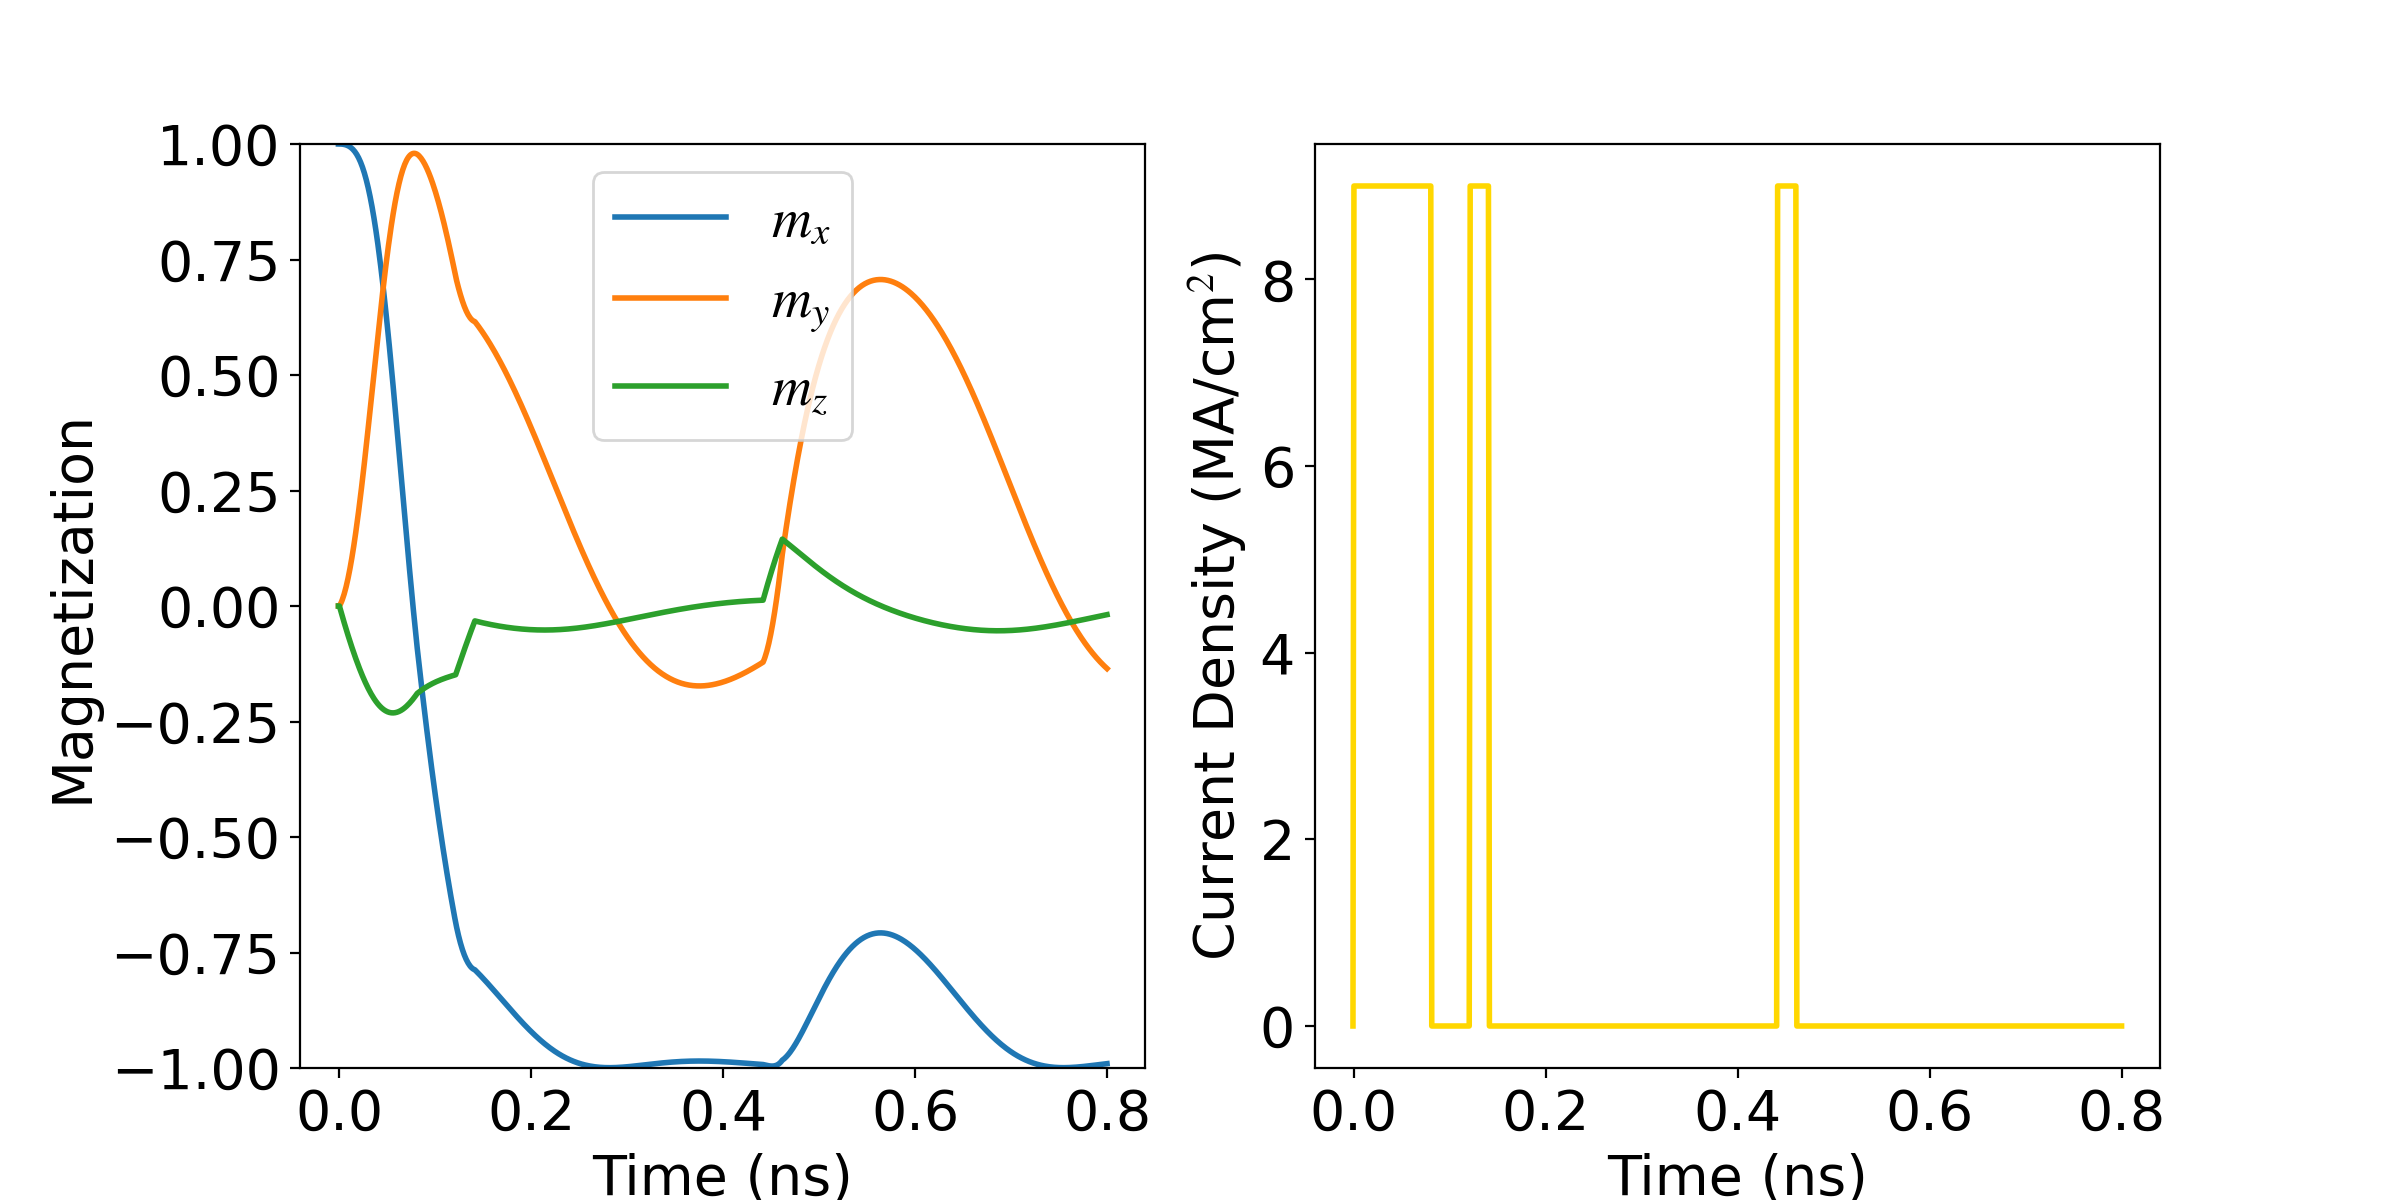 Magnetization
1.00
0.75
0.50
0.25
0.00
−0.25
−0.50
−0.75
−1.00
0.0 0.2 0.4 0.6 0.8
Time (ns)
m_x
m_y
m_z
Current Density (MA/cm²)
8
6
4
2
0
0.0 0.2 0.4 0.6 0.8
Time (ns)